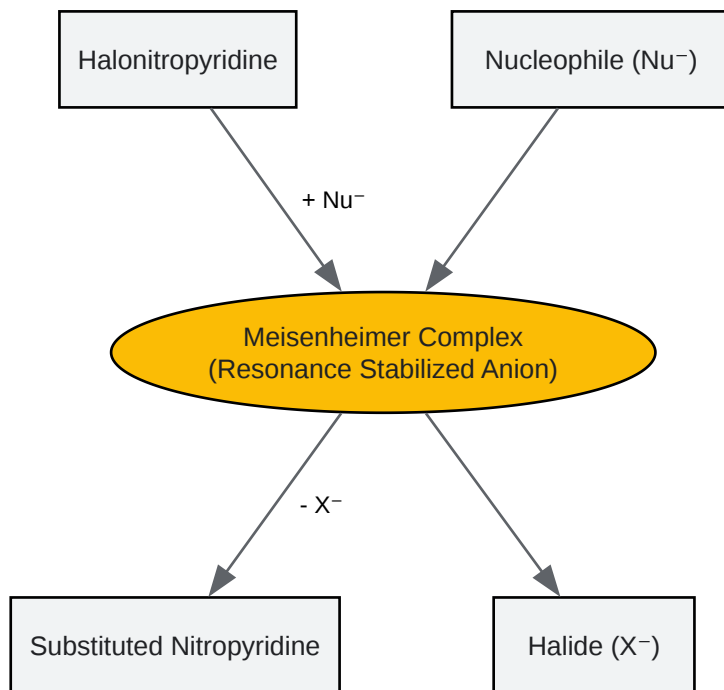 Halonitropyridine
Nucleophile (Nu⁻)
+ Nu⁻
Meisenheimer Complex
(Resonance Stabilized Anion)
- X⁻
Substituted Nitropyridine
Halide (X⁻)